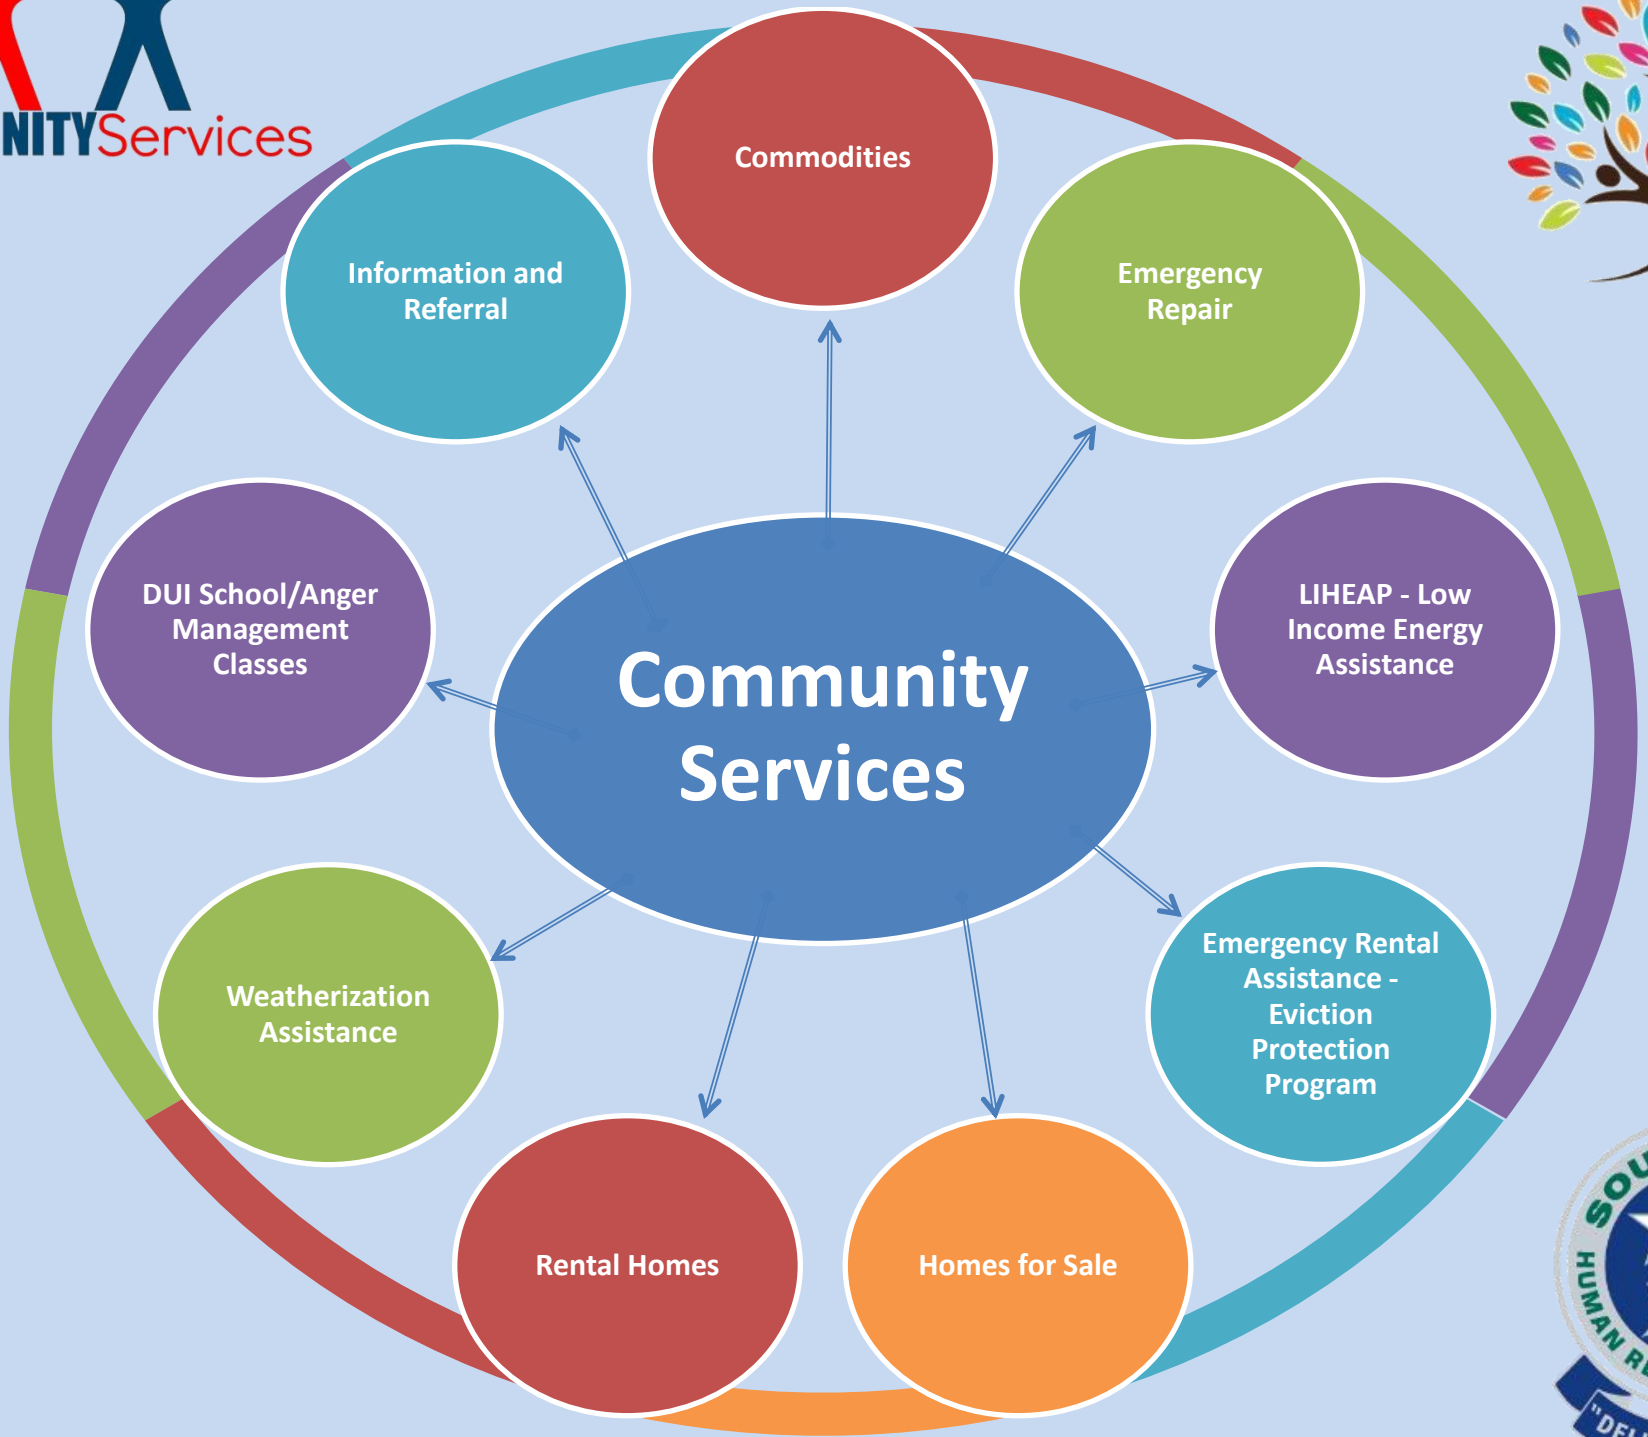 NITYServices
Commodities
Information and
Referral
Emergency
Repair
DUI School/Anger
Management
Classes
LIHEAP - Low
Income Energy
Assistance
Community
Services
Emergency Rental
Assistance -
Eviction
Protection
Program
Weatherization
Assistance
Rental Homes
Homes for Sale
HUMAN